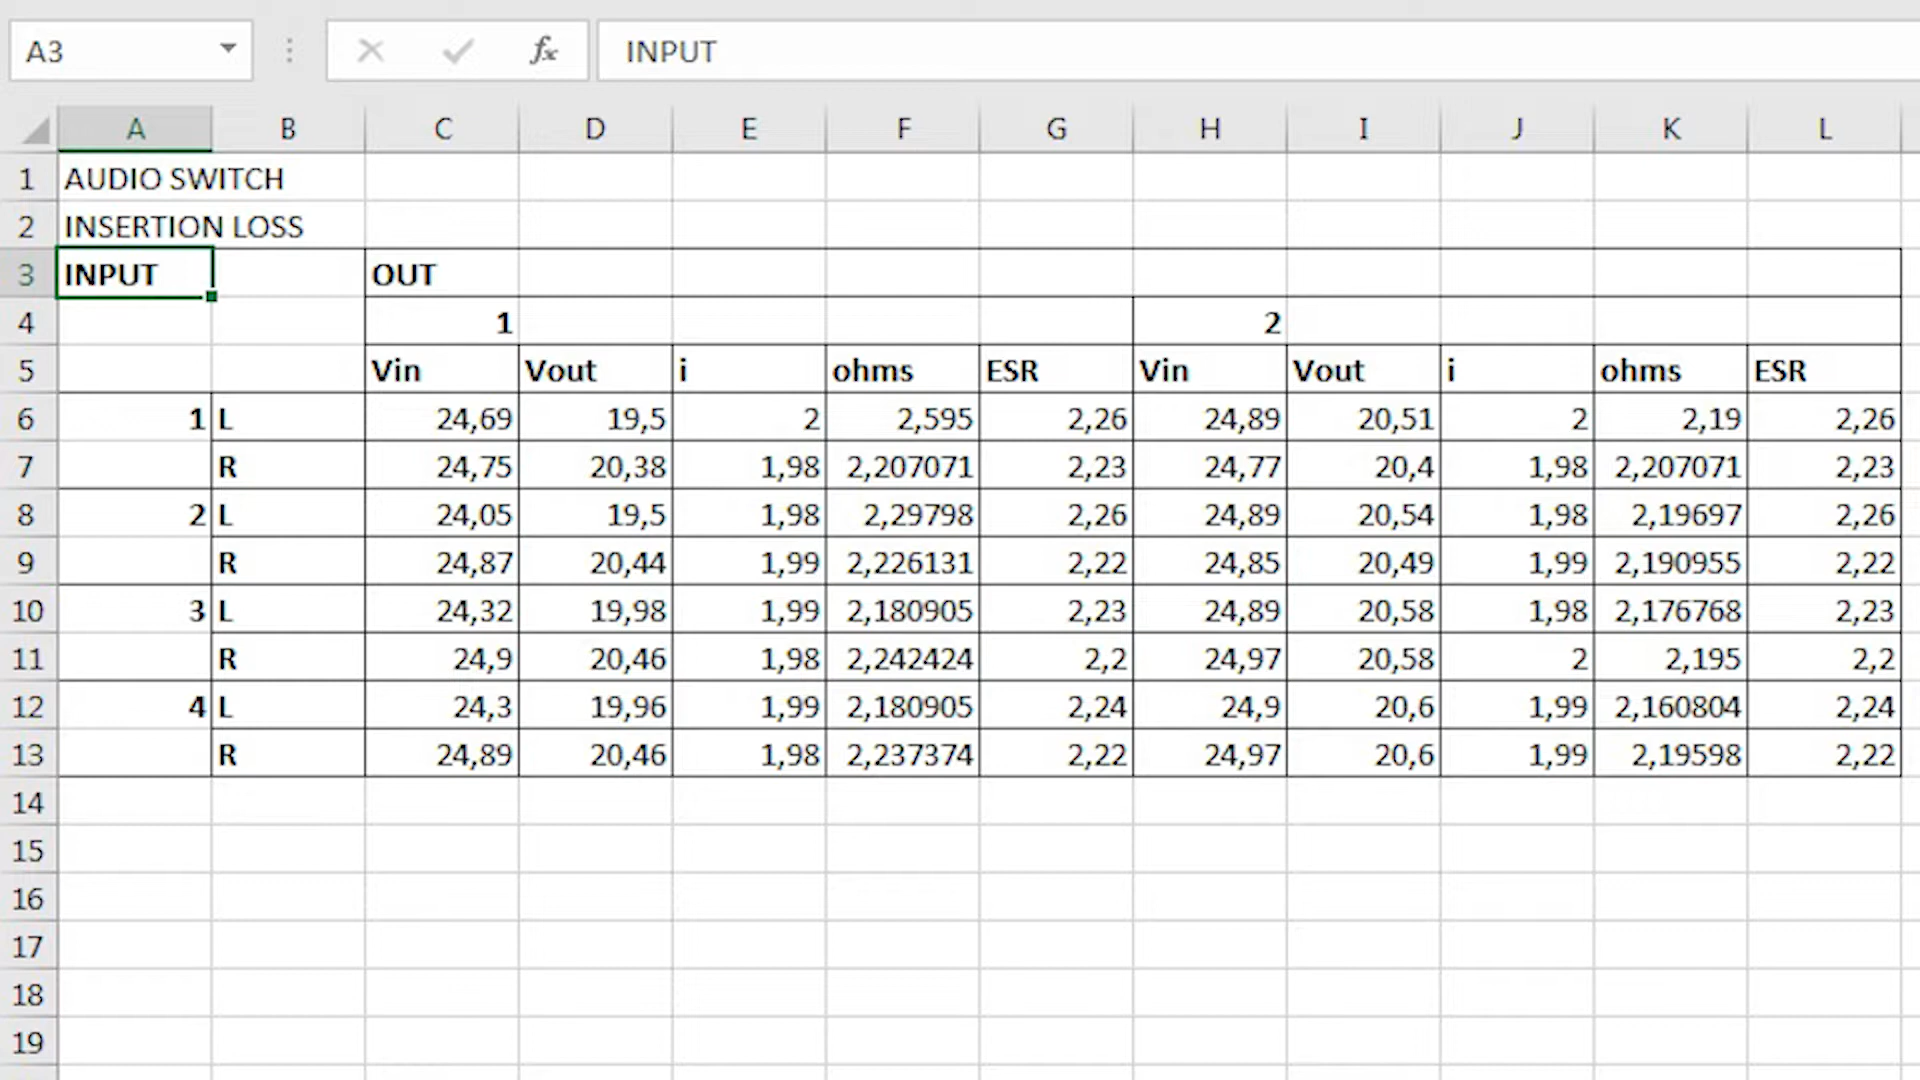 A3 fx INPUT
A B C D E F G H I J K L
1 AUDIO SWITCH
2 INSERTION LOSS
3 INPUT OUT
4 1 2
5 Vin Vout i ohms ESR Vin Vout i ohms ESR
6 1 L 24,69 19,5 2 2,595 2,26 24,89 20,51 2 2,19 2,26
7 R 24,75 20,38 1,98 2,207071 2,23 24,77 20,4 1,98 2,207071 2,23
8 2 L 24,05 19,5 1,98 2,29798 2,26 24,89 20,54 1,98 2,19697 2,26
9 R 24,87 20,44 1,99 2,226131 2,22 24,85 20,49 1,99 2,190955 2,22
10 3 L 24,32 19,98 1,99 2,180905 2,23 24,89 20,58 1,98 2,176768 2,23
11 R 24,9 20,46 1,98 2,242424 2,2 24,97 20,58 2 2,195 2,2
12 4 L 24,3 19,96 1,99 2,180905 2,24 24,9 20,6 1,99 2,160804 2,24
13 R 24,89 20,46 1,98 2,237374 2,22 24,97 20,6 1,99 2,19598 2,22
14
15
16
17
18
19